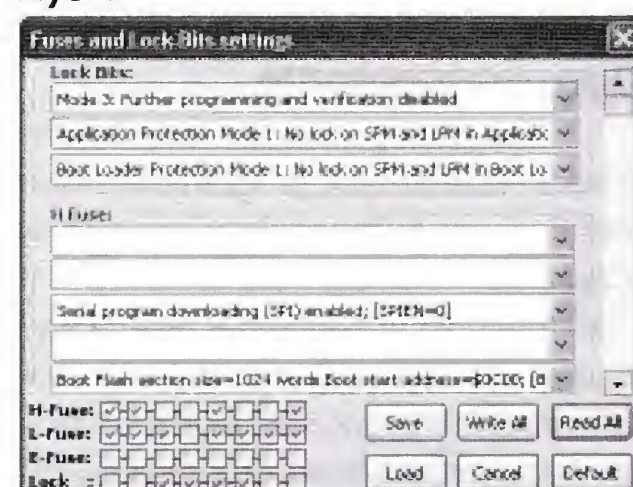 Fuses and Lock Bits settings
Lock Bits:
Mode 3: Further programming and verification disabled
Application Protection Mode 1: No lock on SPM and LPM in Applicatic
Boot Loader Protection Mode 1: No lock on SPM and LPM in Boot Lo
H Fuse:
Serial program downloading (SPI) enabled; [SPIEN=0]
Boot Flash section size=1024 words Boot start address=$0C00; [B
H-Fuse:
L-Fuse:
E-Fuse:
Lock :
Save Write All Read All
Load Cancel Default